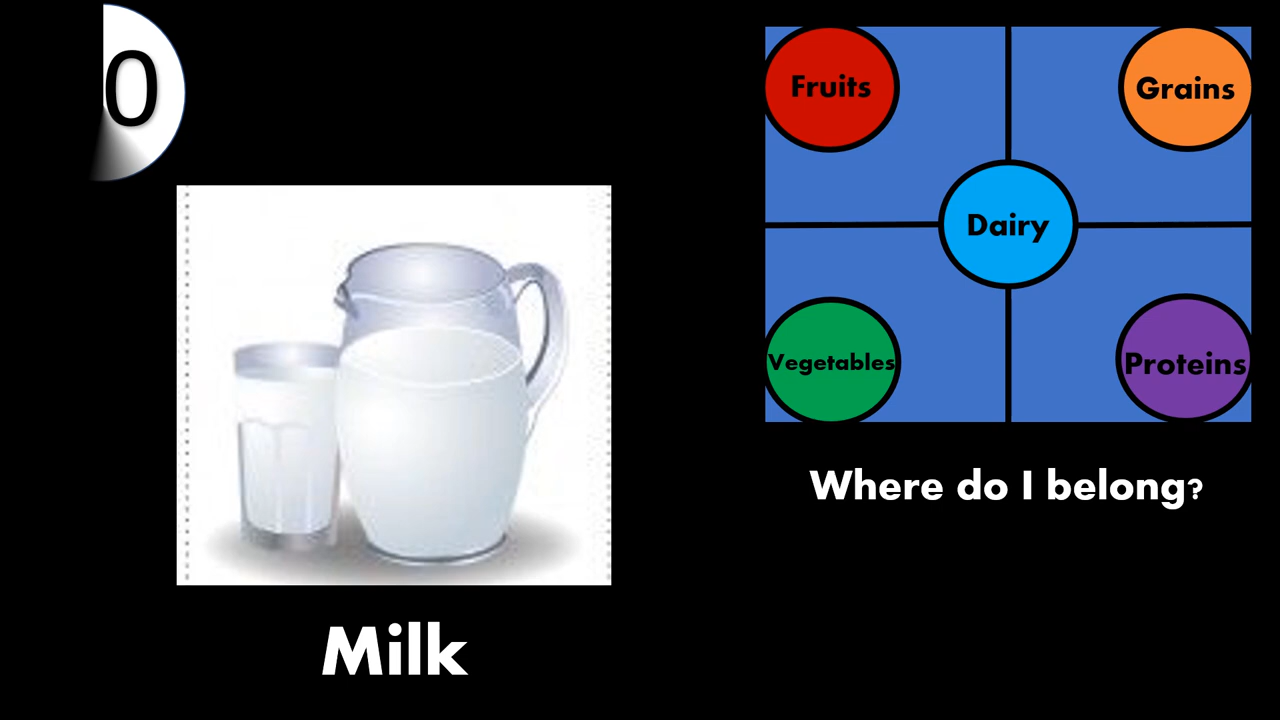 0
Fruits
Grains
Dairy
Vegetables
Proteins
Where do I belong?
Milk